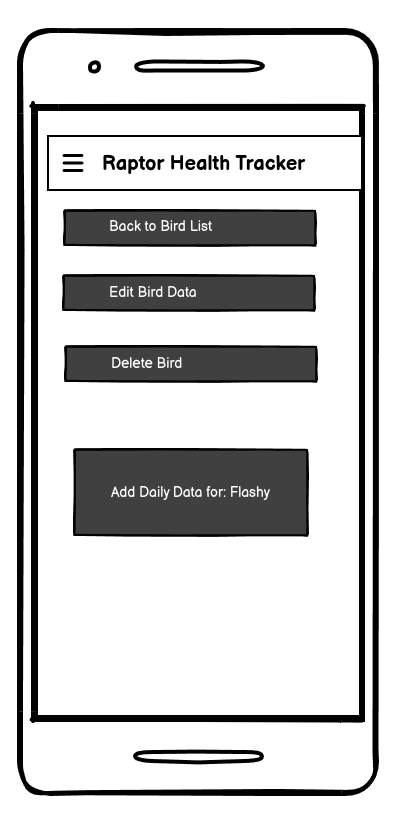 Raptor Health Tracker
Back to Bird List
Edit Bird Data
Delete Bird
Add Daily Data for: Flashy